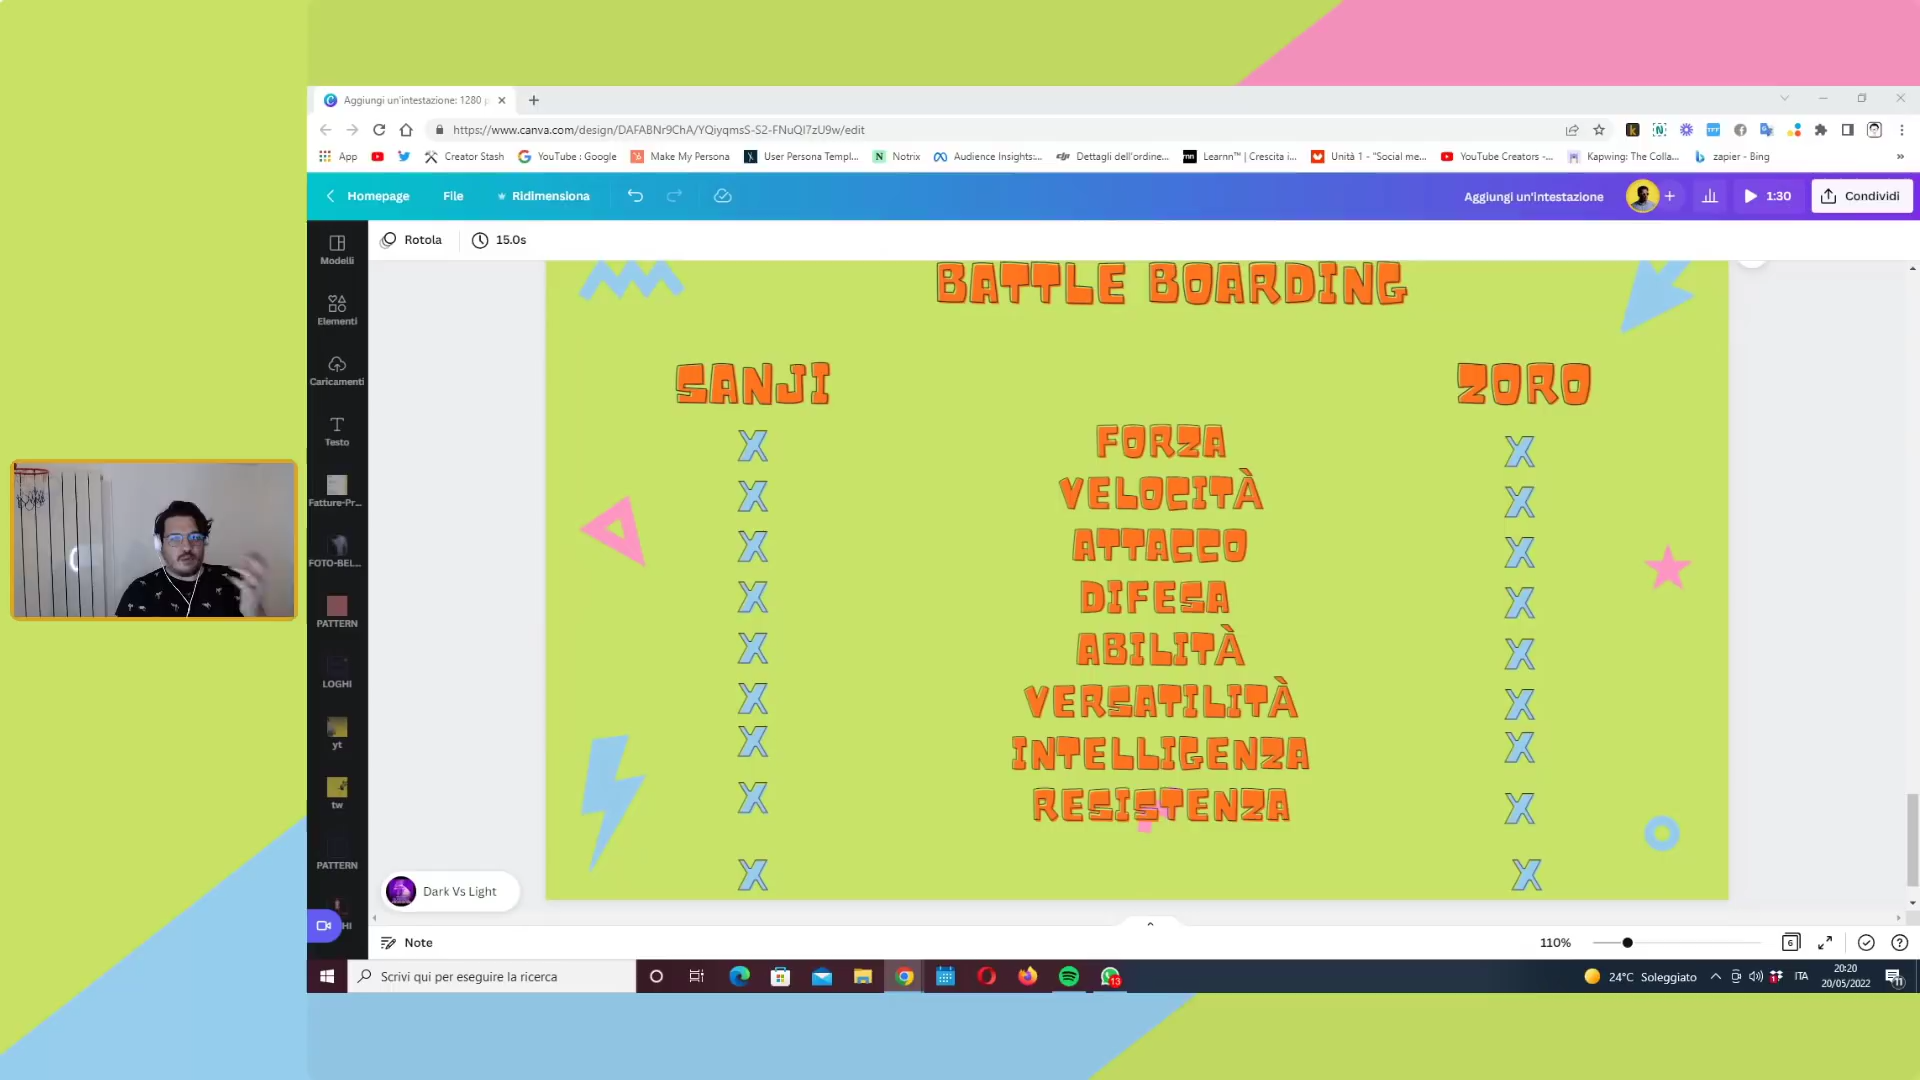 Aggiungi un'intestazione: 1280 p
https://www.canva.com/design/DAFABNr9ChA/YQiyqmsS-S2-FNuQI7zU9w/edit
App Creator Stash YouTube : Google Make My Persona User Persona Templ... Notrix Audience Insights:... Dettagli dell'ordine... Learnn™ | Crescita i... Unità 1 - "Social me... YouTube Creators -... Kapwing: The Colla... zapier - Bing »
Homepage File Ridimensiona Aggiungi un'intestazione + 1:30 Condividi
Rotola 15.0s
Modelli
Elementi
Caricamenti
Testo
Fatture-Pr...
FOTO-BEL...
PATTERN
LOGHI
yt
tw
PATTERN
HI
BATTLE BOARDING
SANJI ZORO
X FORZA X
X VELOCITÀ X
X ATTACCO X
X DIFESA X
X ABILITÀ X
X VERSATILITÀ X
X INTELLIGENZA X
X RESISTENZA X
X X
Dark Vs Light
Note 110% 6
Scrivi qui per eseguire la ricerca 13 24°C Soleggiato ITA 20:20
20/05/2022 11